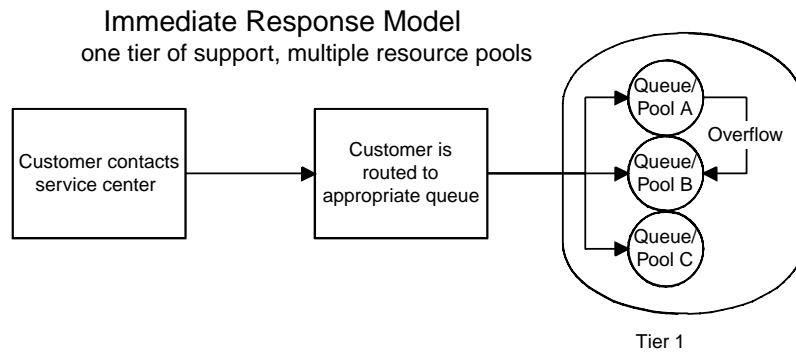 Immediate Response Model
one tier of support, multiple resource pools
Customer contacts
service center
Customer is
routed to
appropriate queue
Queue/
Pool A
Overflow
Queue/
Pool B
Queue/
Pool C
Tier 1